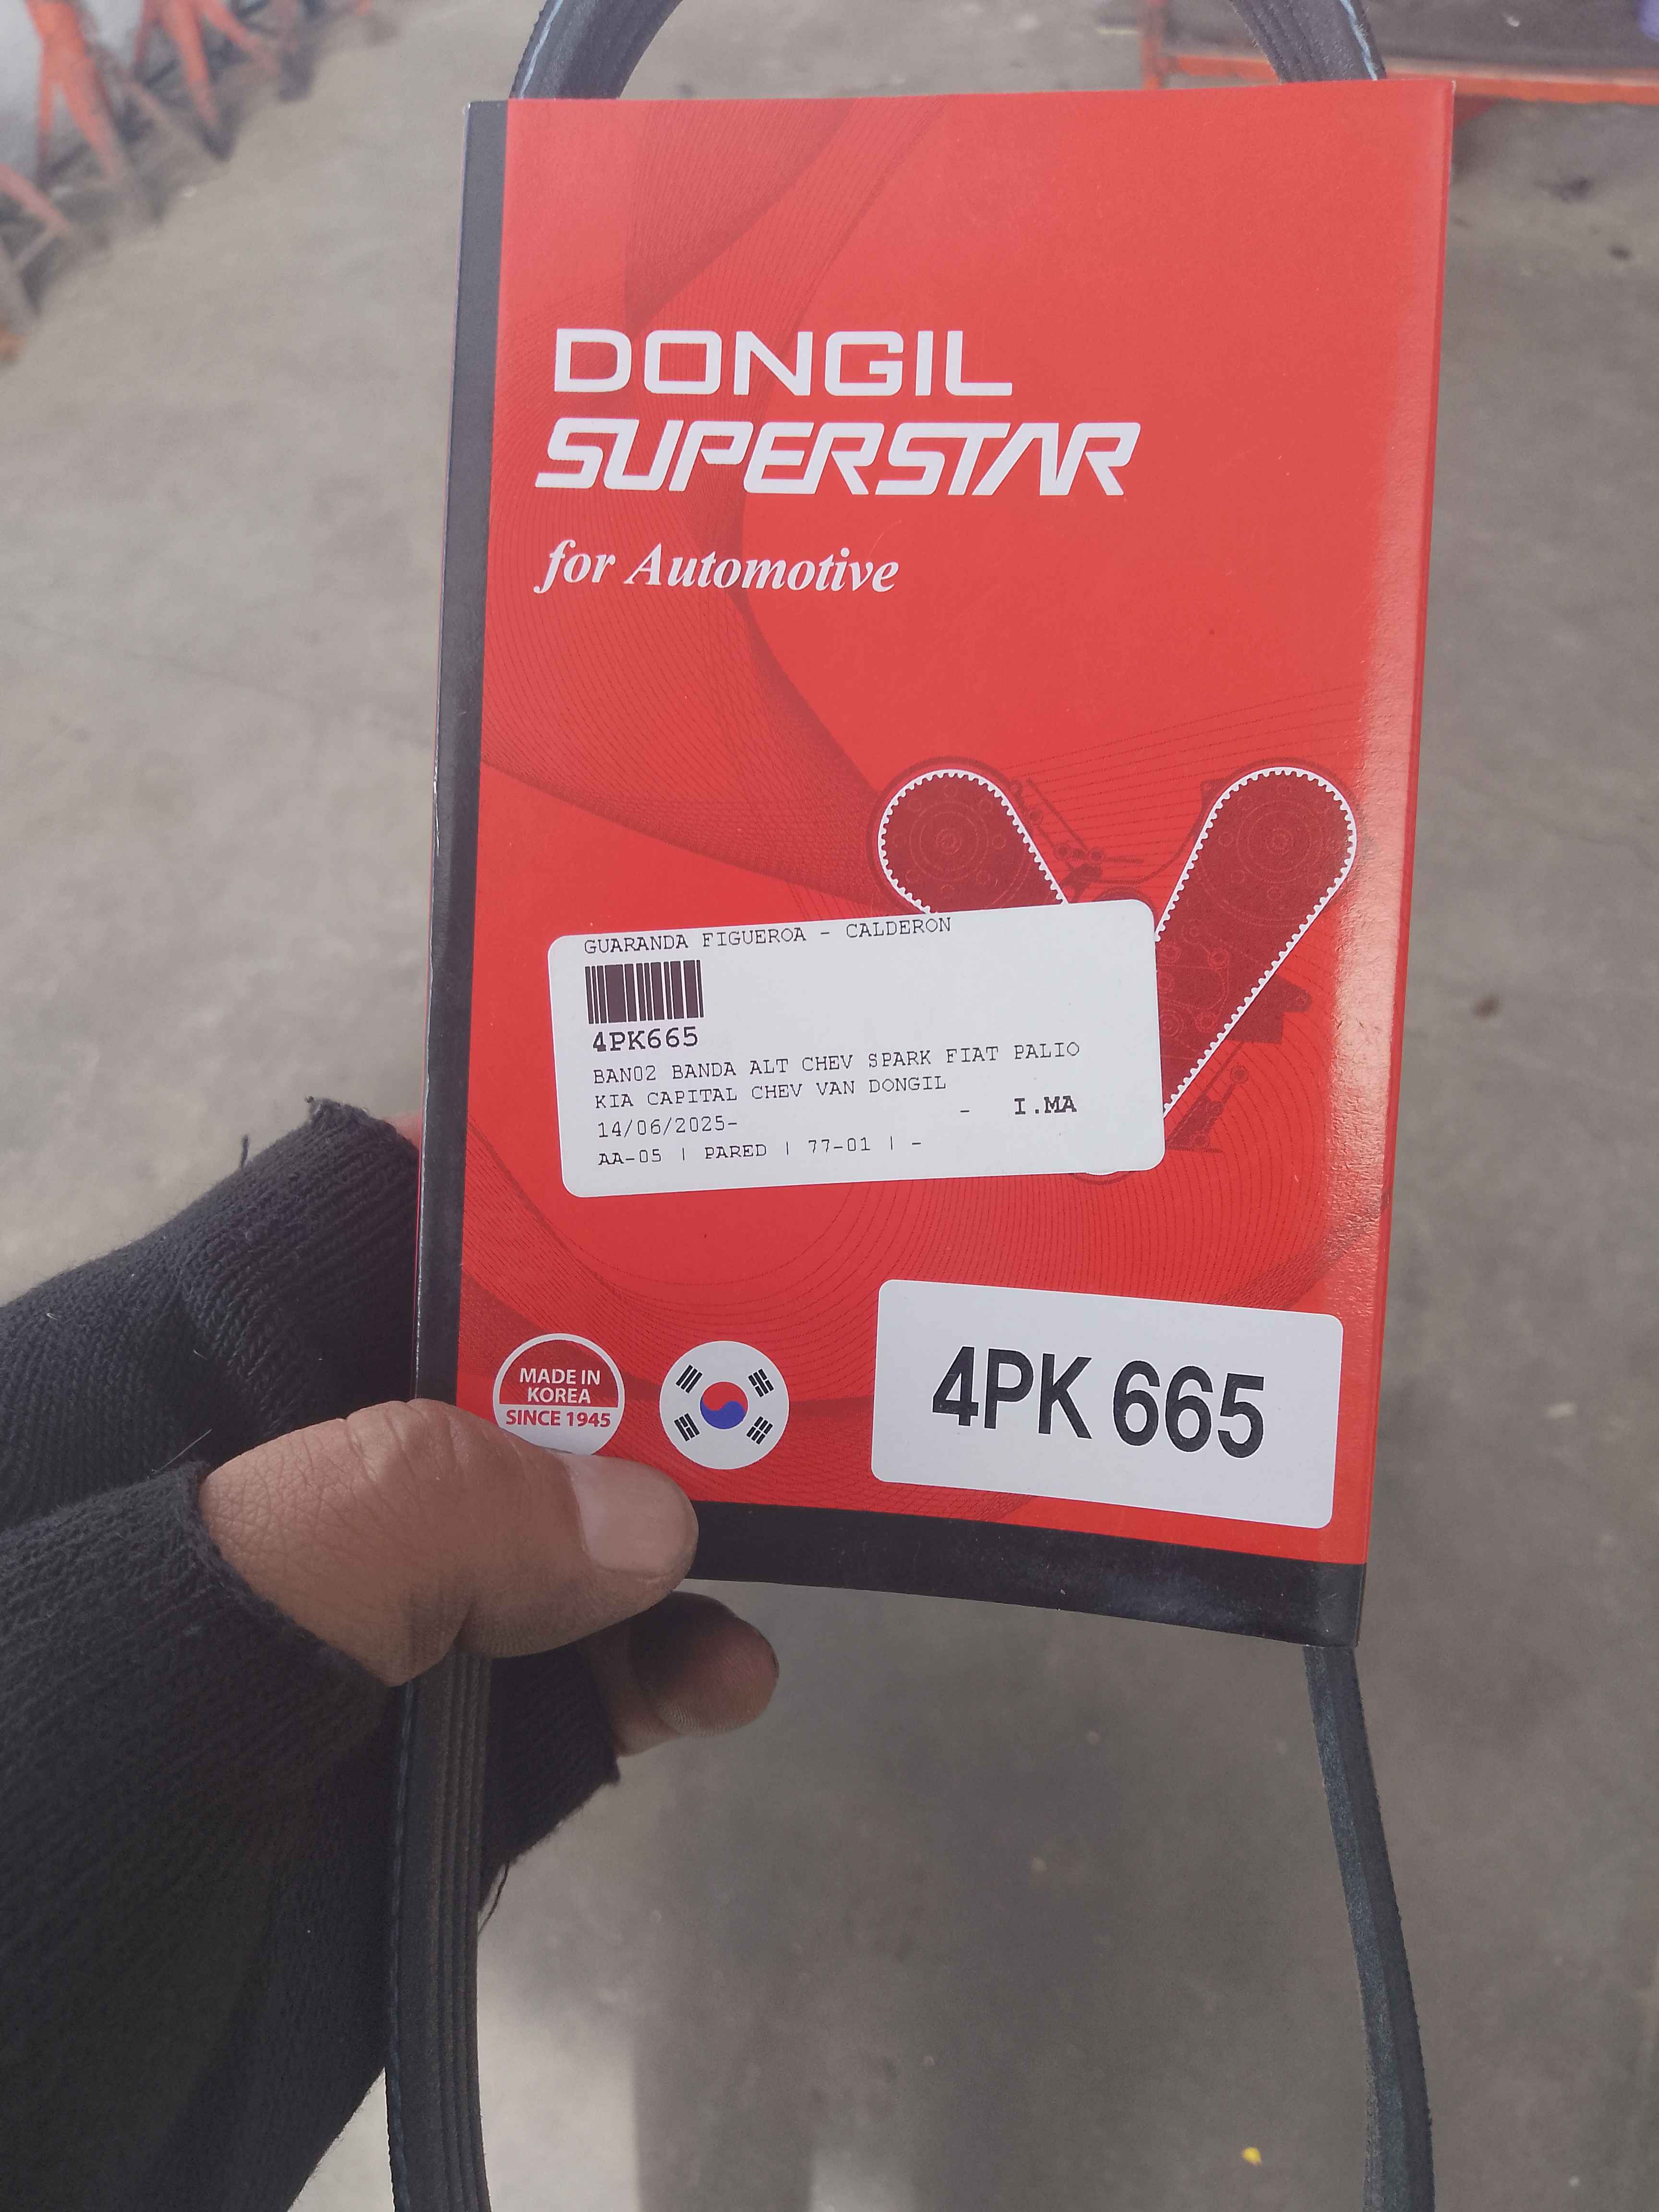 DONGIL
SUPERSTAR
for Automotive
GUARANDA FIGUEROA - CALDERON
4PK665
BAN02 BANDA ALT CHEV SPARK FIAT PALIO
KIA CAPITAL CHEV VAN DONGIL
14/06/2025- - I.MA
AA-05 | PARED | 77-01 | -
MADE IN
KOREA
SINCE 1945
4PK 665